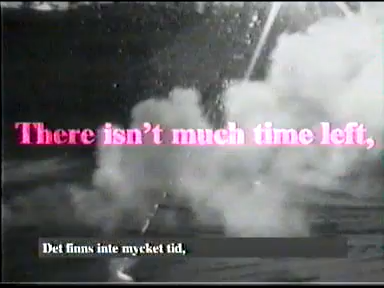 There isn't much time left,
Det finns inte mycket tid,